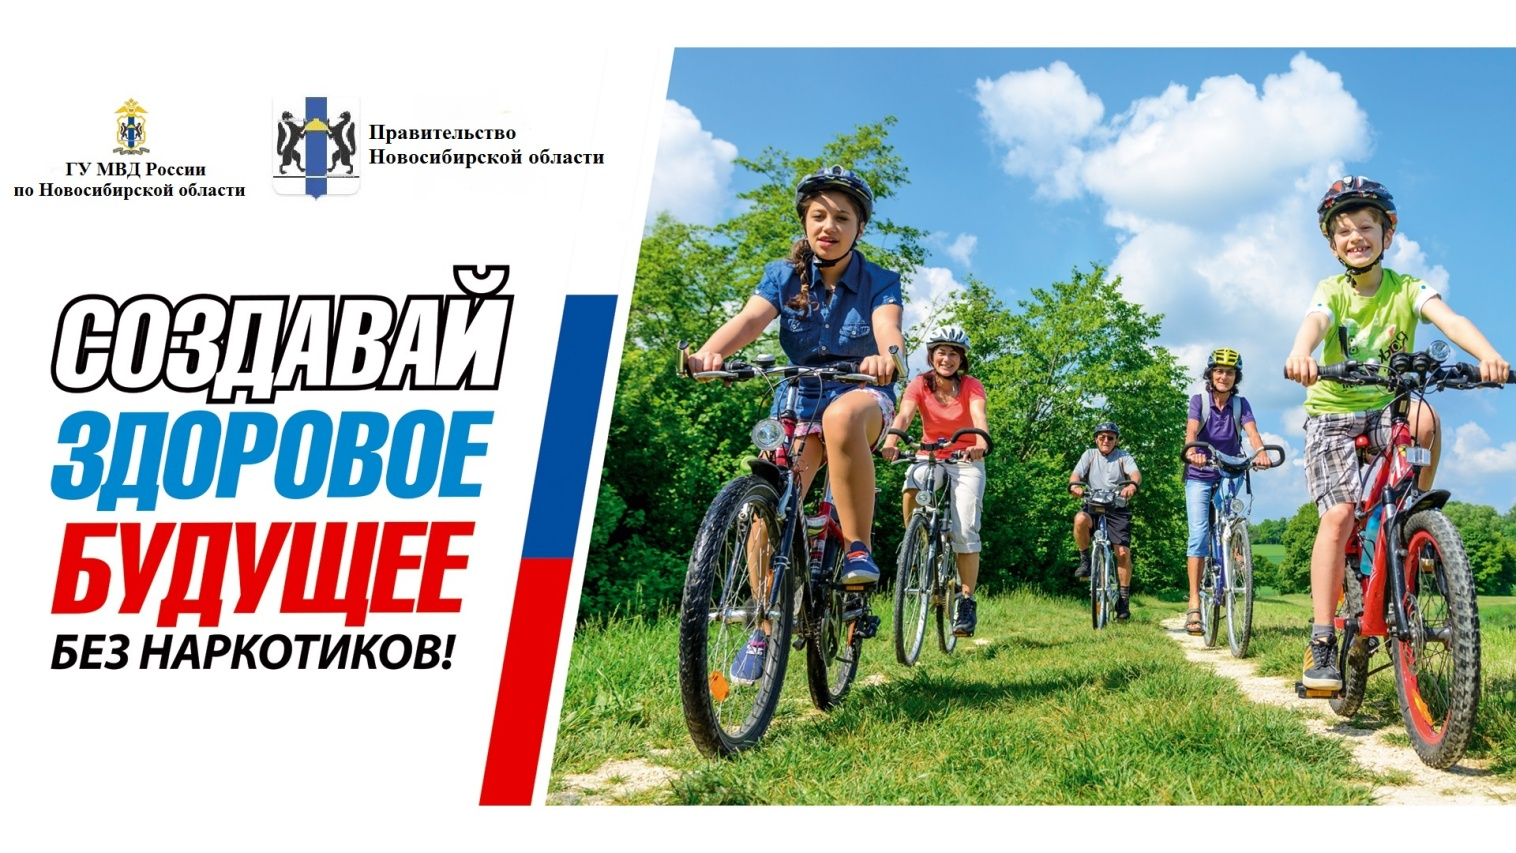 ГУ МВД России
по Новосибирской области
Правительство
Новосибирской области
СОЗДАВАЙ
ЗДОРОВОЕ
БУДУЩЕЕ
БЕЗ НАРКОТИКОВ!